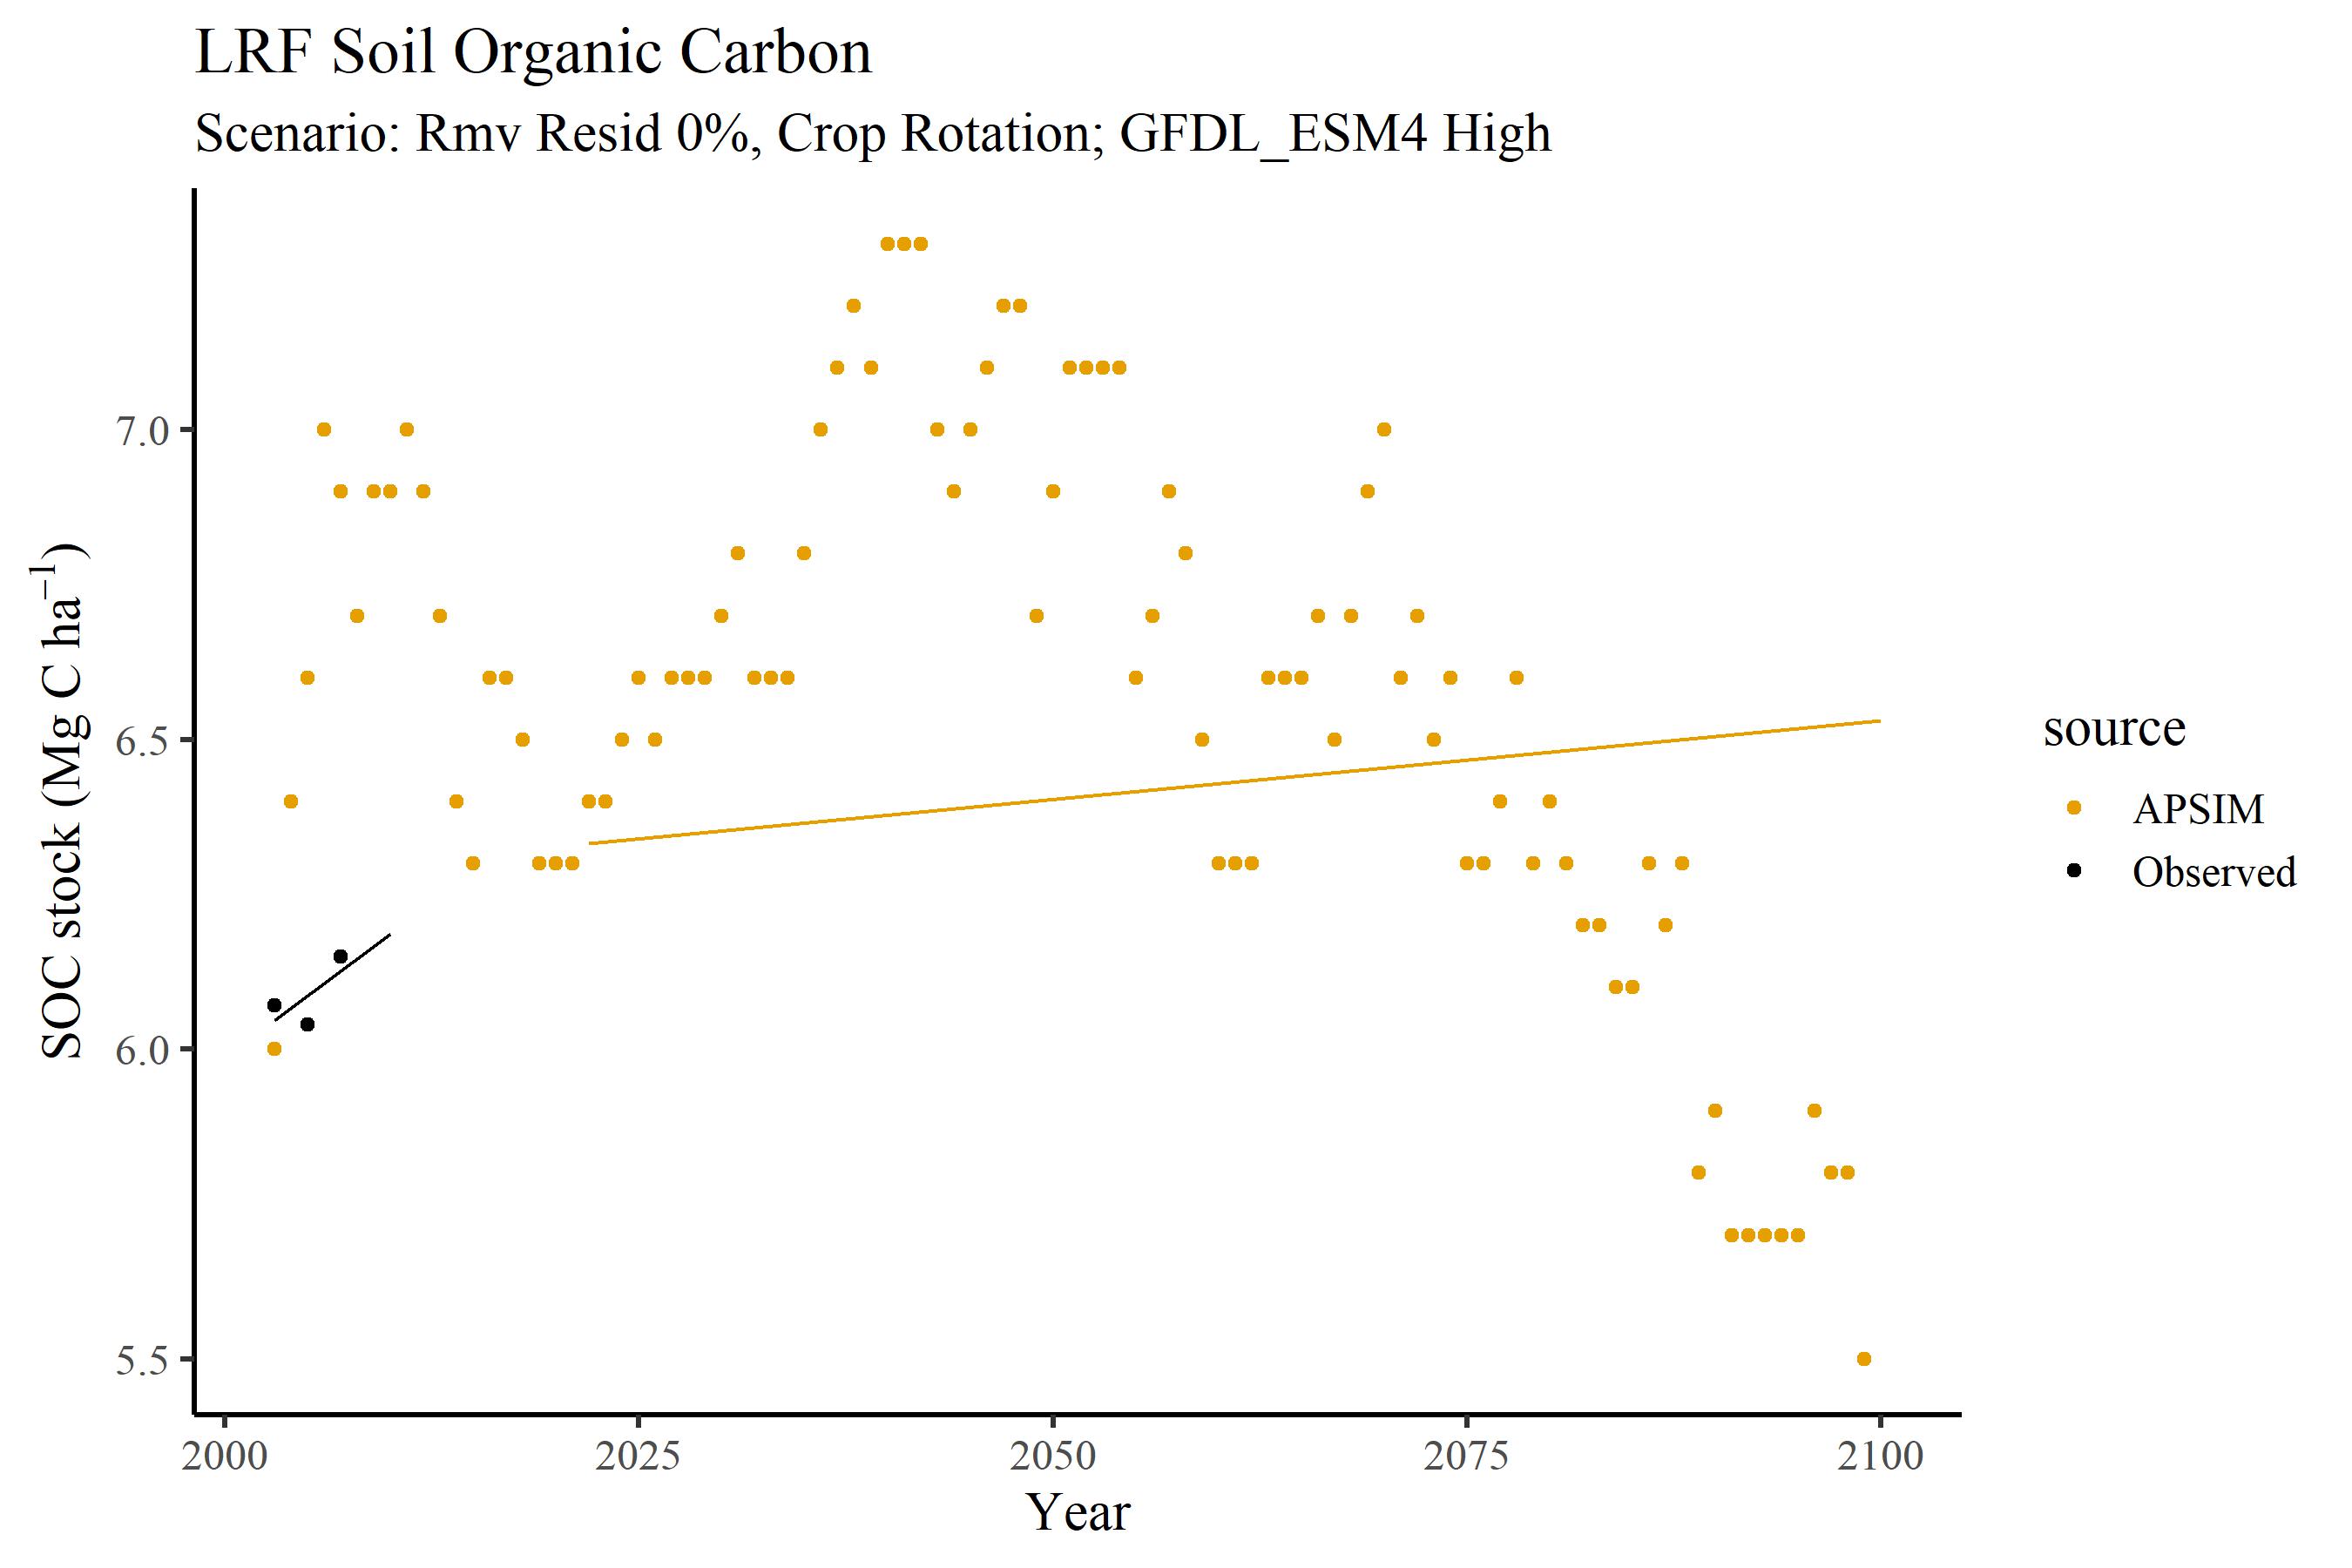 LRF Soil Organic Carbon
Scenario: Rmv Resid 0%, Crop Rotation; GFDL_ESM4 High
SOC stock (Mg C ha⁻¹)
7.0
6.5
6.0
5.5
2000 2025 2050 2075 2100
Year
source
APSIM
Observed